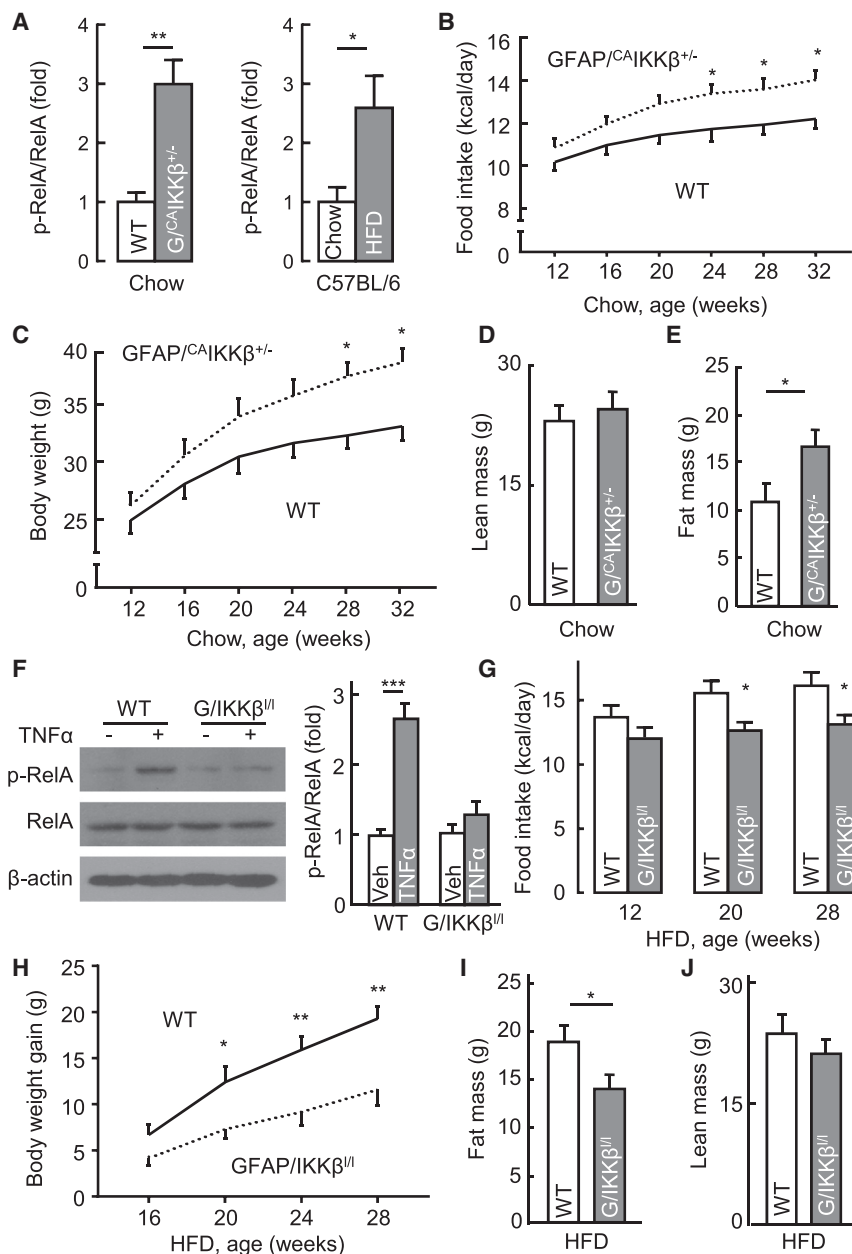 A
p-RelA/RelA (fold)
4
3
2
1
0
**
WT
G/ᶜᴬIKKβ⁺/⁻
Chow
p-RelA/RelA (fold)
4
3
2
1
0
*
Chow
HFD
C57BL/6
B
Food intake (kcal/day)
16
14
12
10
8
0
GFAP/ᶜᴬIKKβ⁺/⁻
* * *
WT
12 16 20 24 28 32
Chow, age (weeks)
C
Body weight (g)
40
35
30
25
0
GFAP/ᶜᴬIKKβ⁺/⁻
* *
WT
12 16 20 24 28 32
Chow, age (weeks)
D
Lean mass (g)
30
15
0
WT
G/ᶜᴬIKKβ⁺/⁻
Chow
E
Fat mass (g)
25
20
15
10
5
0
*
WT
G/ᶜᴬIKKβ⁺/⁻
Chow
F
WT G/IKKβˡ/ˡ
TNFα - + - +
p-RelA
RelA
β-actin
p-RelA/RelA (fold)
3
2
1
0
***
Veh
TNFα
Veh
TNFα
WT G/IKKβˡ/ˡ
G
Food intake (kcal/day)
15
10
5
0
* *
WT
G/IKKβˡ/ˡ
WT
G/IKKβˡ/ˡ
WT
G/IKKβˡ/ˡ
12 20 28
HFD, age (weeks)
H
Body weight gain (g)
25
20
15
10
5
0
WT
* ** **
GFAP/IKKβˡ/ˡ
16 20 24 28
HFD, age (weeks)
I
Fat mass (g)
25
20
15
10
5
0
*
WT
G/IKKβˡ/ˡ
HFD
J
Lean mass (g)
30
15
0
WT
G/IKKβˡ/ˡ
HFD